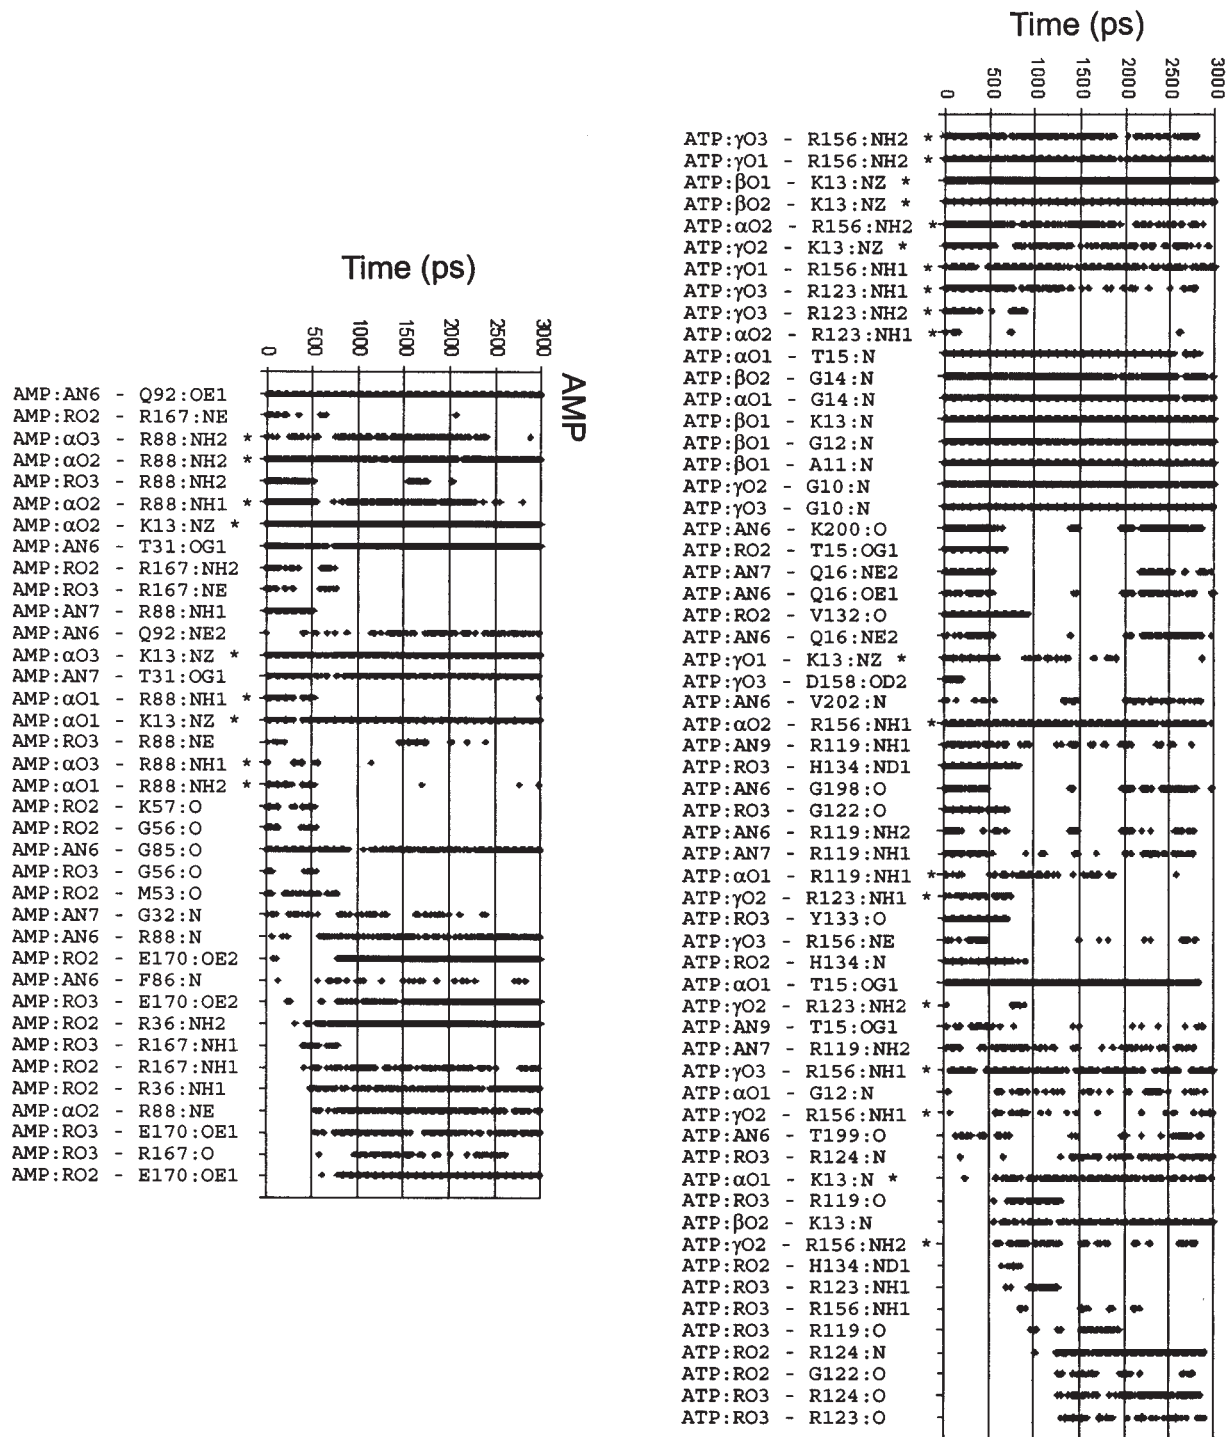 Time (ps)
0 500 1000 1500 2000 2500 3000
AMP
AMP:AN6 - Q92:OE1
AMP:RO2 - R167:NE
AMP:αO3 - R88:NH2 *
AMP:αO2 - R88:NH2 *
AMP:RO3 - R88:NH2
AMP:αO2 - R88:NH1 *
AMP:αO2 - K13:NZ *
AMP:AN6 - T31:OG1
AMP:RO2 - R167:NH2
AMP:RO3 - R167:NE
AMP:AN7 - R88:NH1
AMP:AN6 - Q92:NE2
AMP:αO3 - K13:NZ *
AMP:AN7 - T31:OG1
AMP:αO1 - R88:NH1 *
AMP:αO1 - K13:NZ *
AMP:RO3 - R88:NE
AMP:αO3 - R88:NH1 *
AMP:αO1 - R88:NH2 *
AMP:RO2 - K57:O
AMP:RO2 - G56:O
AMP:AN6 - G85:O
AMP:RO3 - G56:O
AMP:RO2 - M53:O
AMP:AN7 - G32:N
AMP:AN6 - R88:N
AMP:RO2 - E170:OE2
AMP:AN6 - F86:N
AMP:RO3 - E170:OE2
AMP:RO2 - R36:NH2
AMP:RO3 - R167:NH1
AMP:RO2 - R167:NH1
AMP:RO2 - R36:NH1
AMP:αO2 - R88:NE
AMP:RO3 - E170:OE1
AMP:RO3 - R167:O
AMP:RO2 - E170:OE1
Time (ps)
0 500 1000 1500 2000 2500 3000
ATP:γO3 - R156:NH2 *
ATP:γO1 - R156:NH2 *
ATP:βO1 - K13:NZ *
ATP:βO2 - K13:NZ *
ATP:αO2 - R156:NH2 *
ATP:γO2 - K13:NZ *
ATP:γO1 - R156:NH1 *
ATP:γO3 - R123:NH1 *
ATP:γO3 - R123:NH2 *
ATP:αO2 - R123:NH1 *
ATP:αO1 - T15:N
ATP:βO2 - G14:N
ATP:αO1 - G14:N
ATP:βO1 - K13:N
ATP:βO1 - G12:N
ATP:βO1 - A11:N
ATP:γO2 - G10:N
ATP:γO3 - G10:N
ATP:AN6 - K200:O
ATP:RO2 - T15:OG1
ATP:AN7 - Q16:NE2
ATP:AN6 - Q16:OE1
ATP:RO2 - V132:O
ATP:AN6 - Q16:NE2
ATP:γO1 - K13:NZ *
ATP:γO3 - D158:OD2
ATP:AN6 - V202:N
ATP:αO2 - R156:NH1 *
ATP:AN9 - R119:NH1
ATP:RO3 - H134:ND1
ATP:AN6 - G198:O
ATP:RO3 - G122:O
ATP:AN6 - R119:NH2
ATP:AN7 - R119:NH1
ATP:αO1 - R119:NH1 *
ATP:γO2 - R123:NH1 *
ATP:RO3 - Y133:O
ATP:γO3 - R156:NE
ATP:RO2 - H134:N
ATP:αO1 - T15:OG1
ATP:γO2 - R123:NH2 *
ATP:AN9 - T15:OG1
ATP:AN7 - R119:NH2
ATP:γO3 - R156:NH1 *
ATP:αO1 - G12:N
ATP:γO2 - R156:NH1 *
ATP:AN6 - T199:O
ATP:RO3 - R124:N
ATP:αO1 - K13:N *
ATP:RO3 - R119:O
ATP:βO2 - K13:N
ATP:γO2 - R156:NH2 *
ATP:RO2 - H134:ND1
ATP:RO3 - R123:NH1
ATP:RO3 - R156:NH1
ATP:RO3 - R119:O
ATP:RO2 - R124:N
ATP:RO2 - G122:O
ATP:RO3 - R124:O
ATP:RO3 - R123:O